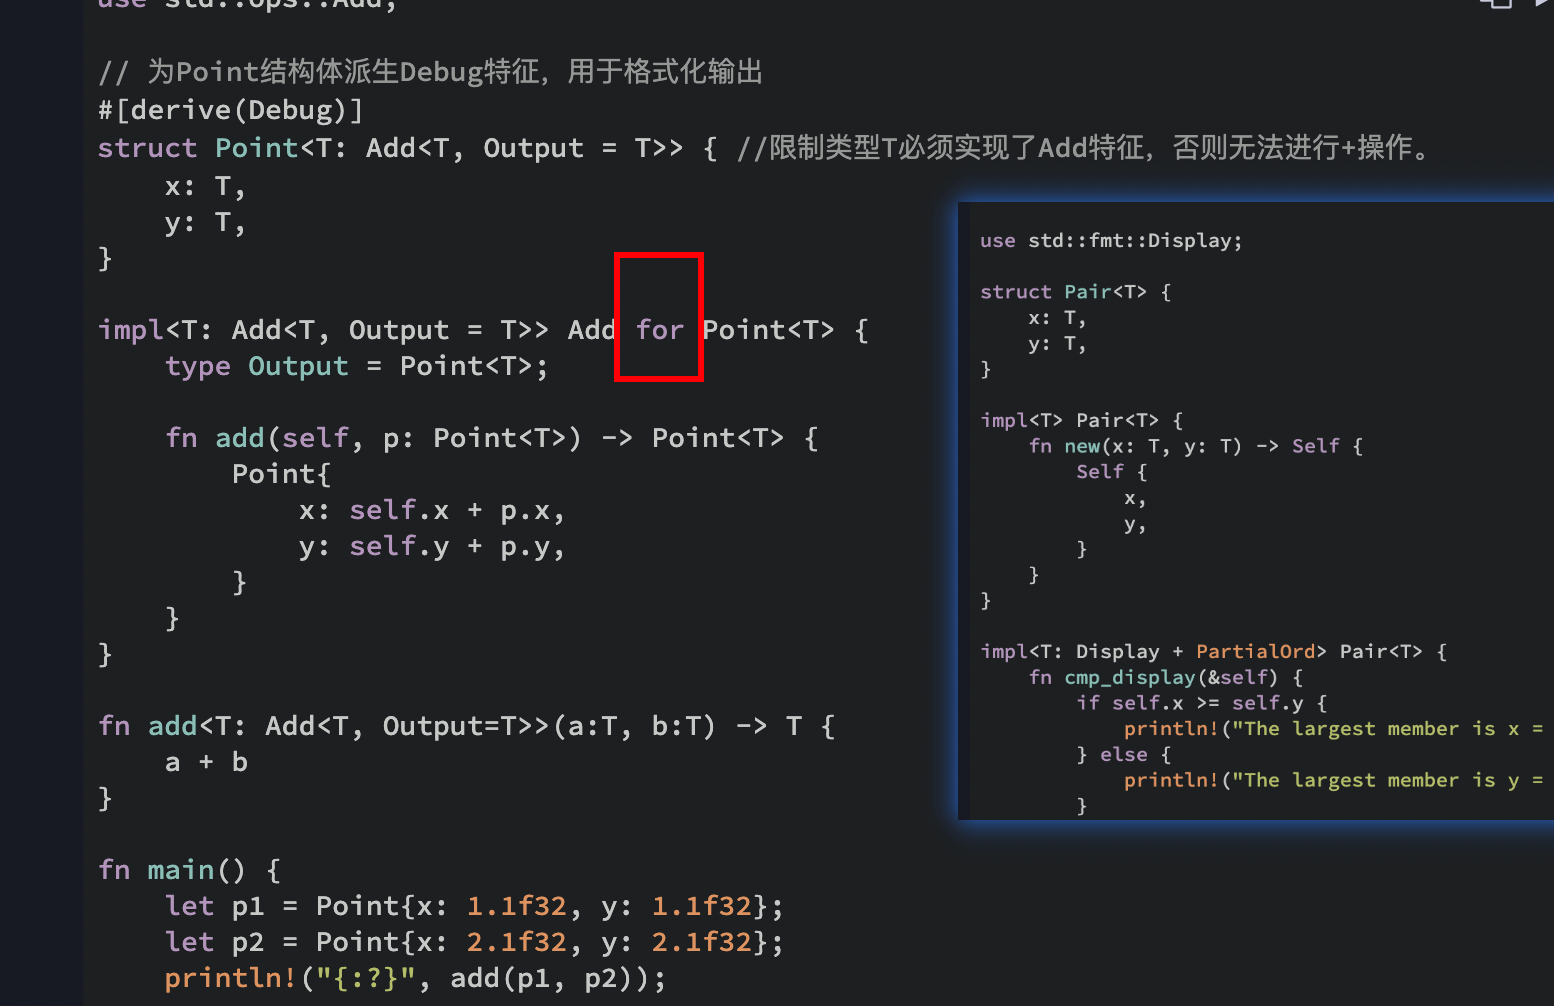 use std::ops::Add;
// 为Point结构体派生Debug特征，用于格式化输出
#[derive(Debug)]
struct Point<T: Add<T, Output = T>> { //限制类型T必须实现了Add特征，否则无法进行+操作。
    x: T,
    y: T,
}
impl<T: Add<T, Output = T>> Add for Point<T> {
    type Output = Point<T>;
    fn add(self, p: Point<T>) -> Point<T> {
        Point{
            x: self.x + p.x,
            y: self.y + p.y,
        }
    }
}
fn add<T: Add<T, Output=T>>(a:T, b:T) -> T {
    a + b
}
fn main() {
    let p1 = Point{x: 1.1f32, y: 1.1f32};
    let p2 = Point{x: 2.1f32, y: 2.1f32};
    println!("{:?}", add(p1, p2));
use std::fmt::Display;
struct Pair<T> {
    x: T,
    y: T,
}
impl<T> Pair<T> {
    fn new(x: T, y: T) -> Self {
        Self {
            x,
            y,
        }
    }
}
impl<T: Display + PartialOrd> Pair<T> {
    fn cmp_display(&self) {
        if self.x >= self.y {
            println!("The largest member is x =
        } else {
            println!("The largest member is y =
        }